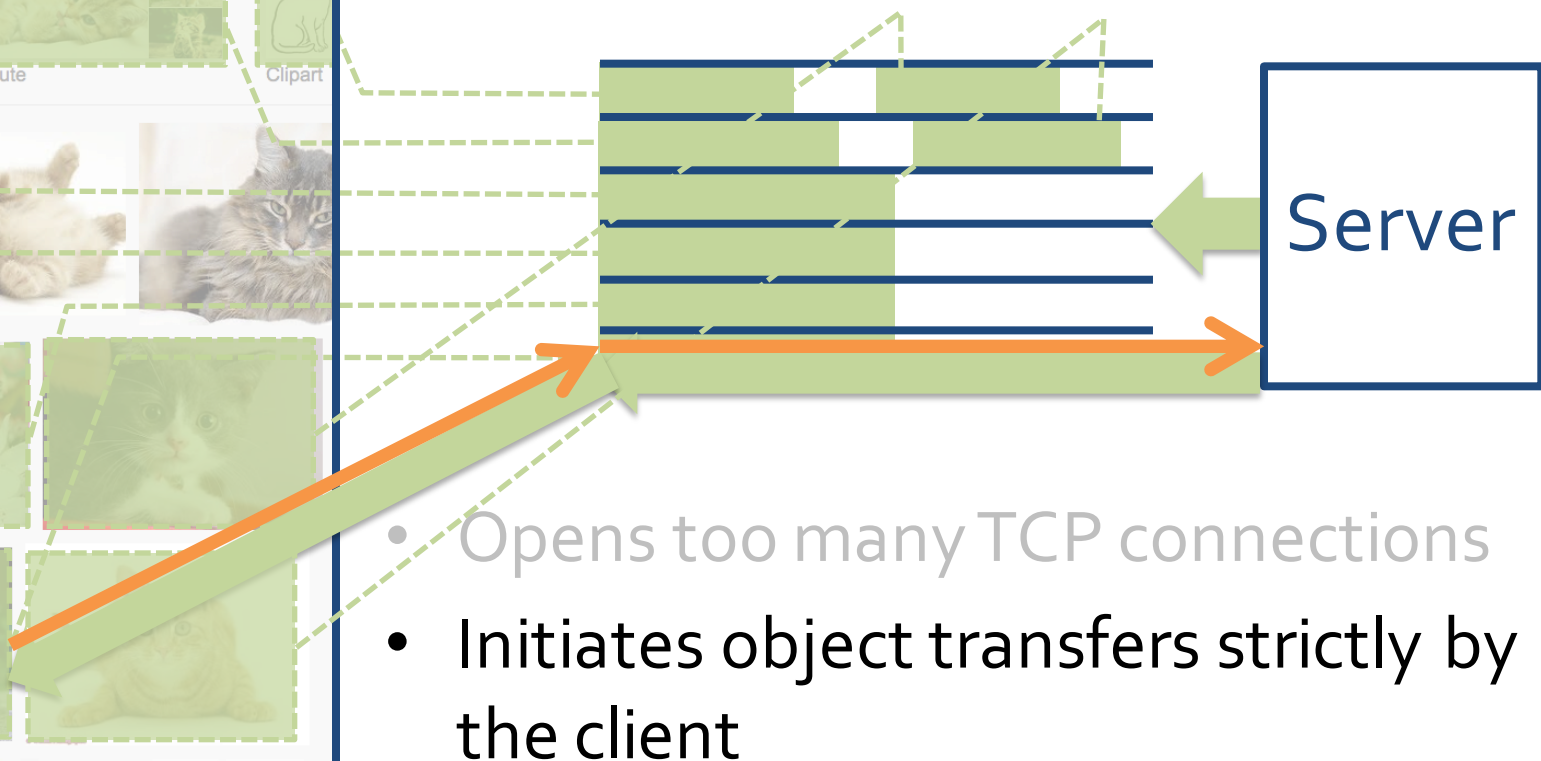 ute
Clipart
Server
• Opens too many TCP connections
• Initiates object transfers strictly by
the client